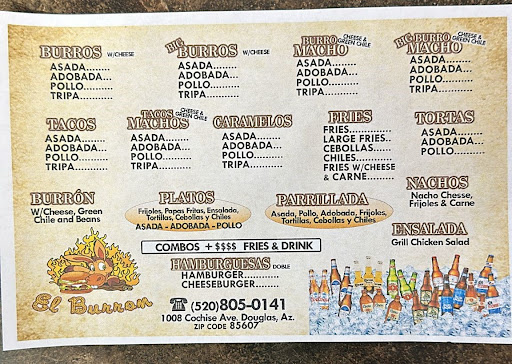 BURROS W/CHEESE
ASADA..........
ADOBADA...
POLLO..........
TRIPA...........
BIG BURROS W/CHEESE
ASADA..........
ADOBADA...
POLLO..........
TRIPA...........
BURRO MACHO CHEESE & GREEN CHILE
ASADA..........
ADOBADA...
POLLO..........
TRIPA...........
BIG BURRO MACHO CHEESE & GREEN CHILE
ASADA.........
ADOBADA...
POLLO.........
TRIPA..........
TACOS
ASADA..........
ADOBADA...
POLLO..........
TRIPA...........
TACOS MACHOS CHEESE & GREEN CHILE
ASADA..........
ADOBADA...
POLLO..........
TRIPA...........
CARAMELOS
ASADA..........
ADOBADA...
POLLO..........
TRIPA...........
FRIES
FRIES............
LARGE FRIES..
CEBOLLAS.....
CHILES..........
FRIES W/CHEESE
& CARNE........
TORTAS
ASADA..........
ADOBADA...
POLLO..........
BURRÓN
W/Cheese, Green
Chile and Beans
PLATOS
Frijoles, Papas Fritas, Ensalada,
Tortillas, Cebollas y Chiles
ASADA - ADOBADA - POLLO
PARRILLADA
Asada, Pollo, Adobado, Frijoles,
Tortillas, Cebollas y Chiles
NACHOS
Nacho Chesse,
Frijoles & Carne
COMBOS + $$$$ FRIES & DRINK
ENSALADA
Grill Chicken Salad
HAMBURGUESAS DOBLE
HAMBURGER.........
CHEESEBURGER......
El Burron
(520)805-0141
1008 Cochise Ave. Douglas, Az.
ZIP CODE 85607